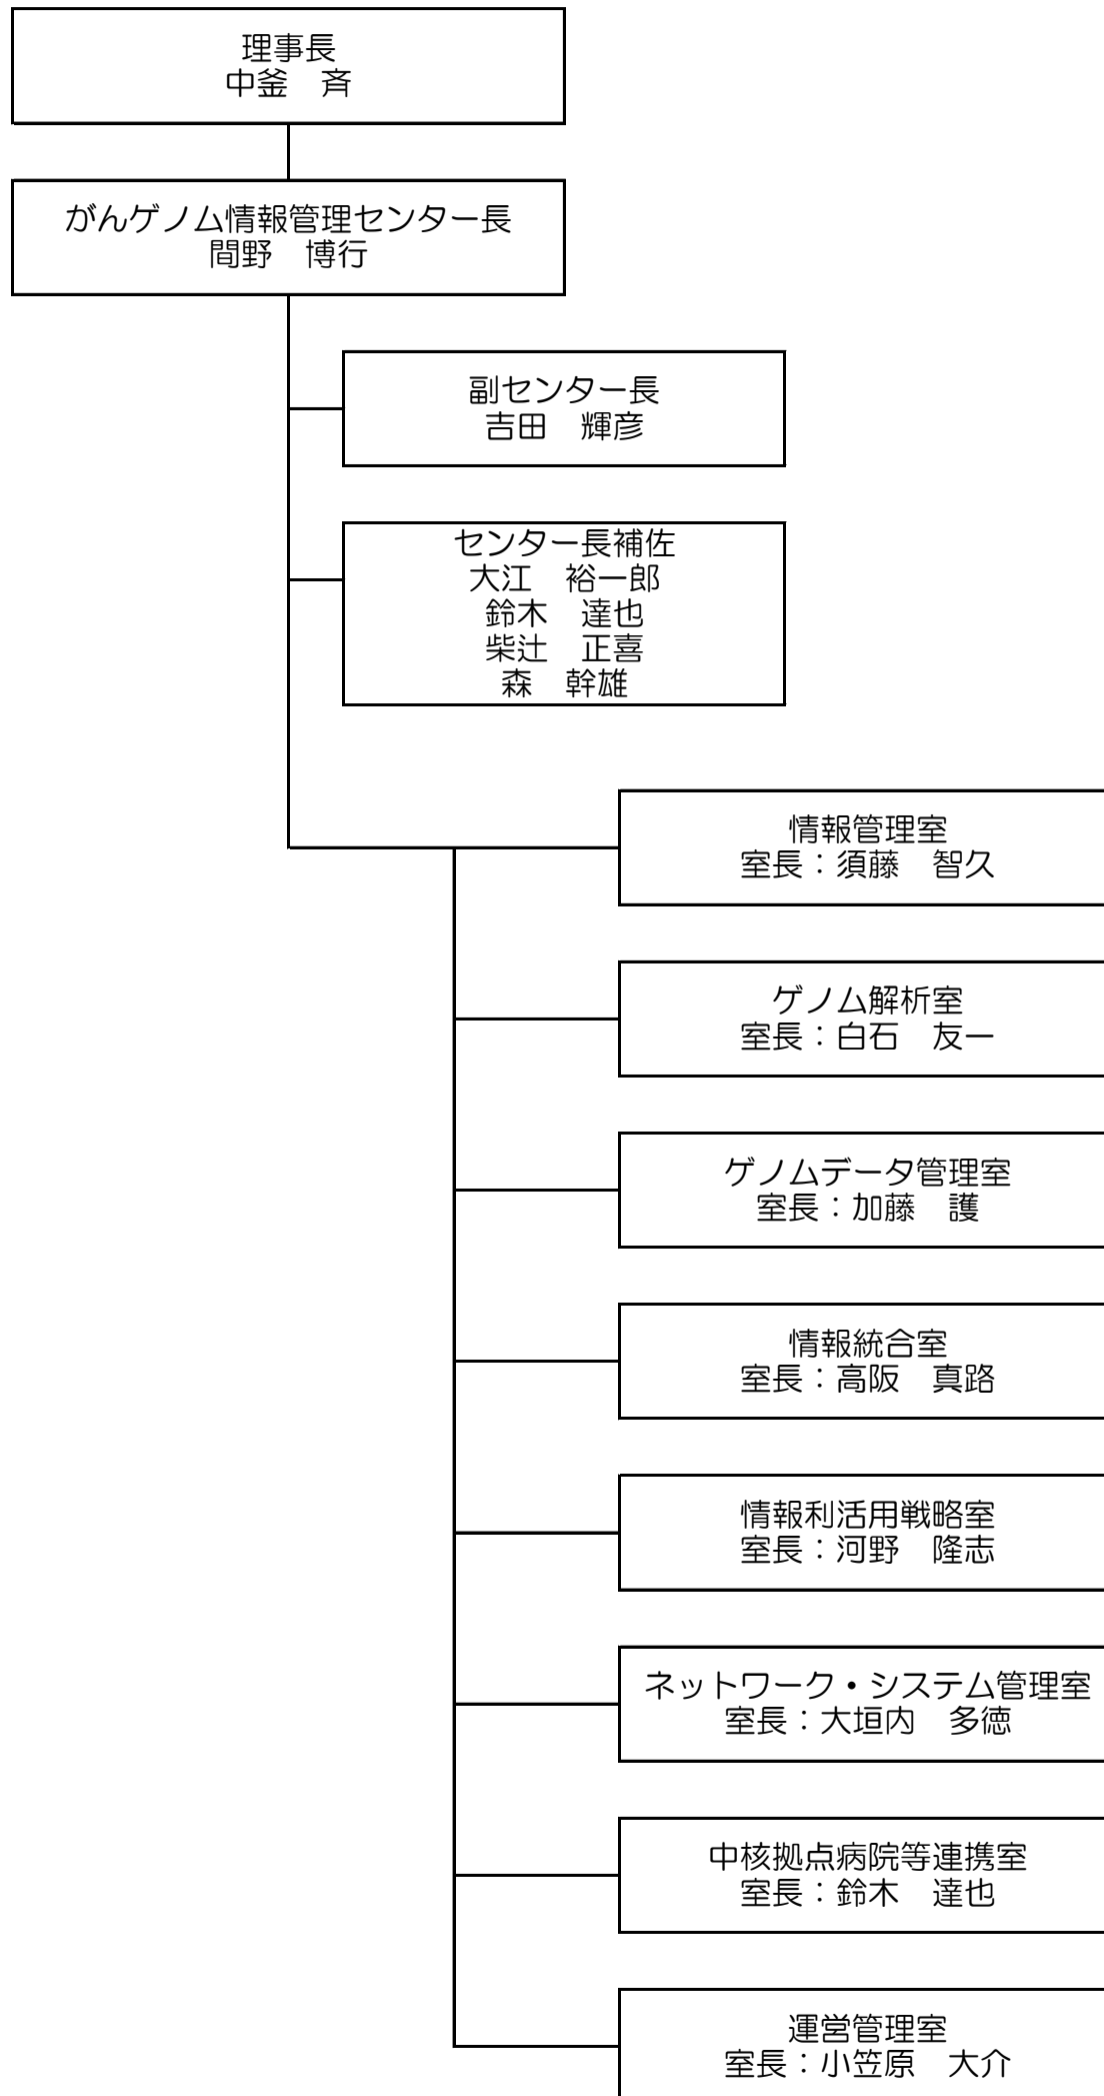 理事長
中釜　斉
がんゲノム情報管理センター長
間野　博行
副センター長
吉田　輝彦
センター長補佐
大江　裕一郎
鈴木　達也
柴辻　正喜
森　幹雄
情報管理室
室長：須藤　智久
ゲノム解析室
室長：白石　友一
ゲノムデータ管理室
室長：加藤　護
情報統合室
室長：高阪　真路
情報利活用戦略室
室長：河野　隆志
ネットワーク・システム管理室
室長：大垣内　多徳
中核拠点病院等連携室
室長：鈴木　達也
運営管理室
室長：小笠原　大介